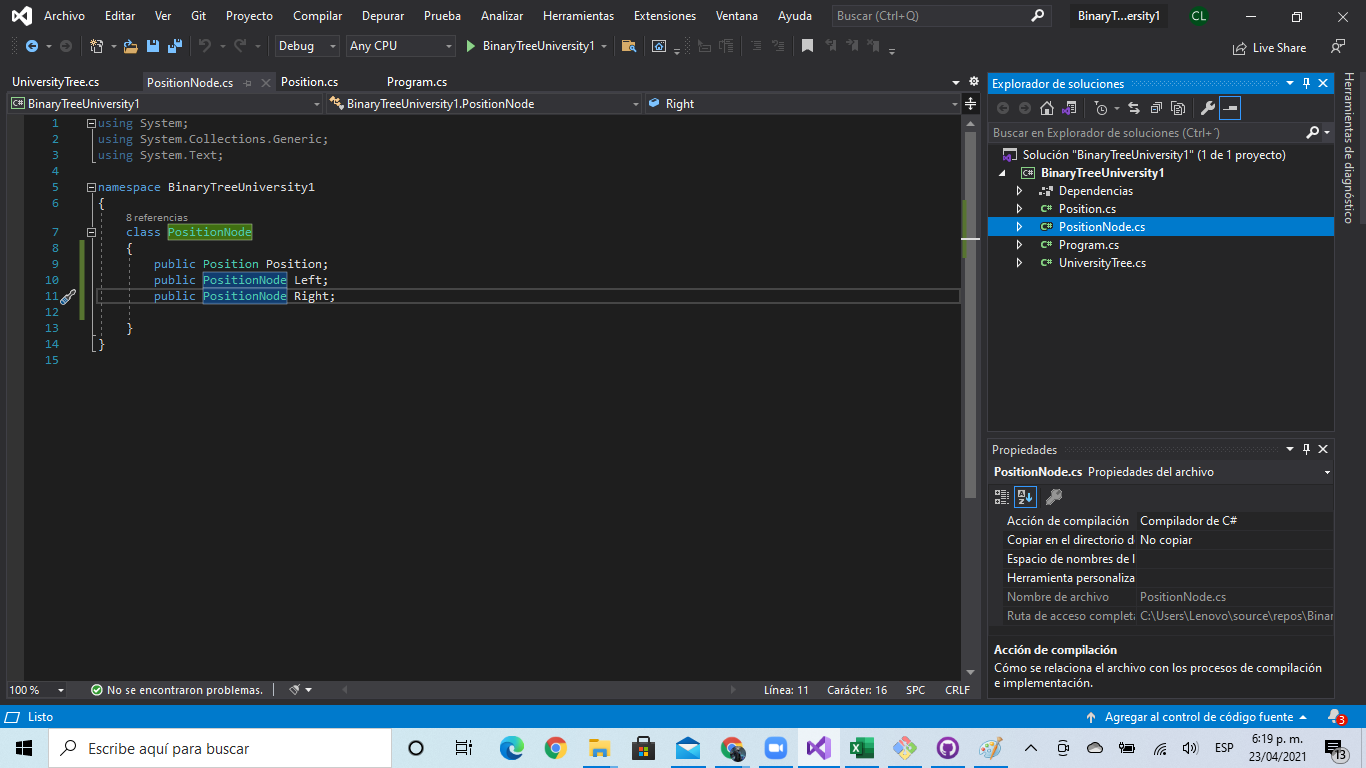 Archivo Editar Ver Git Proyecto Compilar Depurar Prueba Analizar Herramientas Extensiones Ventana Ayuda Buscar (Ctrl+Q) BinaryT...ersity1 CL
Debug Any CPU BinaryTreeUniversity1 Live Share
UniversityTree.cs PositionNode.cs Position.cs Program.cs
BinaryTreeUniversity1 BinaryTreeUniversity1.PositionNode Right
1 using System;
2 using System.Collections.Generic;
3 using System.Text;
4
5 namespace BinaryTreeUniversity1
6 {
8 referencias
7 class PositionNode
8 {
9 public Position Position;
10 public PositionNode Left;
11 public PositionNode Right;
12
13 }
14 }
15
100 % No se encontraron problemas. Línea: 11 Carácter: 16 SPC CRLF
Explorador de soluciones
Buscar en Explorador de soluciones (Ctrl+´)
Solución "BinaryTreeUniversity1" (1 de 1 proyecto)
C# BinaryTreeUniversity1
Dependencias
C# Position.cs
C# PositionNode.cs
C# Program.cs
C# UniversityTree.cs
Herramientas de diagnóstico
Propiedades
PositionNode.cs Propiedades del archivo
Acción de compilación Compilador de C#
Copiar en el directorio d No copiar
Espacio de nombres de l
Herramienta personaliza
Nombre de archivo PositionNode.cs
Ruta de acceso complet C:\Users\Lenovo\source\repos\Binar
Acción de compilación
Cómo se relaciona el archivo con los procesos de compilación
e implementación.
Listo Agregar al control de código fuente 3
Escribe aquí para buscar ESP 6:19 p. m.
23/04/2021 13